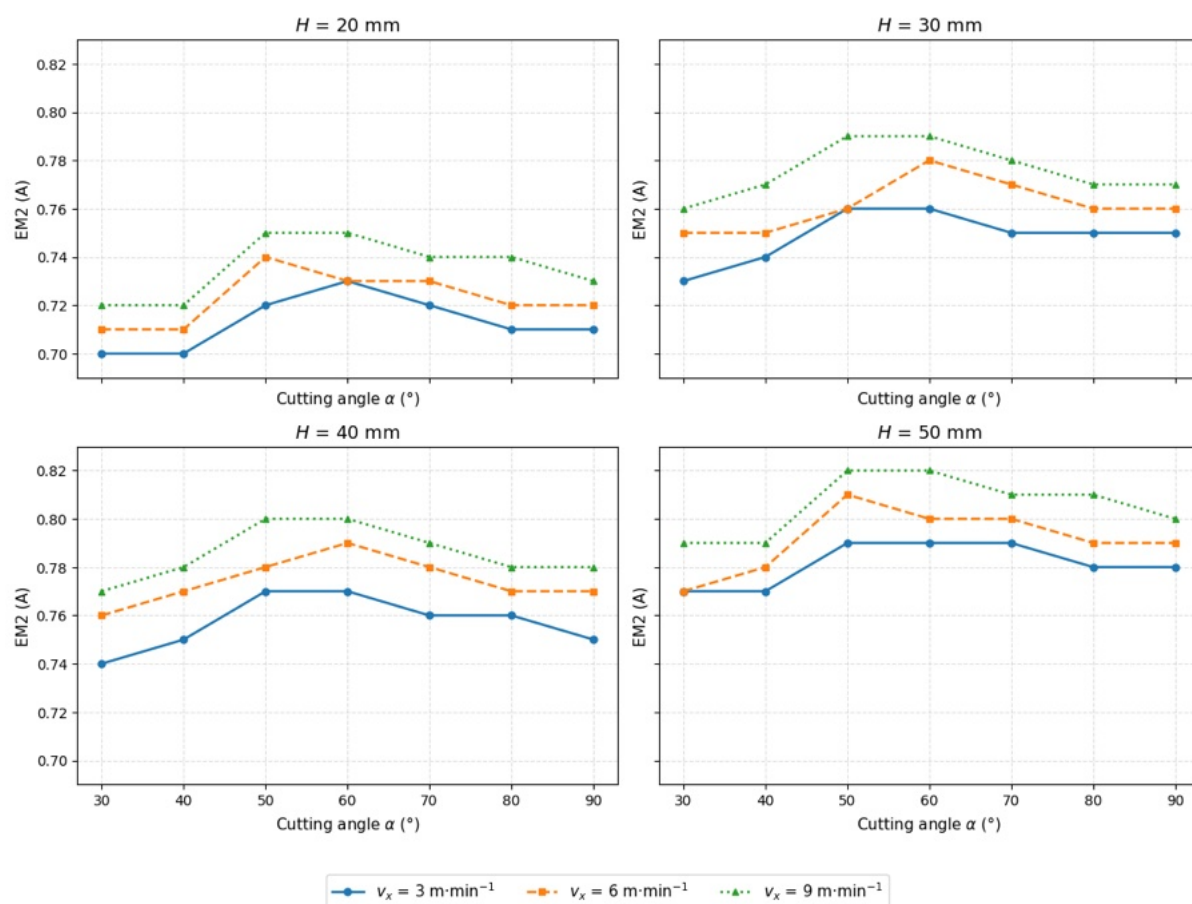 H = 20 mm
H = 30 mm
0.82
0.80
0.78
0.76
0.74
0.72
0.70
EM2 (A)
EM2 (A)
Cutting angle α (°)
Cutting angle α (°)
H = 40 mm
H = 50 mm
0.82
0.80
0.78
0.76
0.74
0.72
0.70
EM2 (A)
EM2 (A)
30 40 50 60 70 80 90
30 40 50 60 70 80 90
Cutting angle α (°)
Cutting angle α (°)
vₓ = 3 m·min⁻¹ vₓ = 6 m·min⁻¹ vₓ = 9 m·min⁻¹